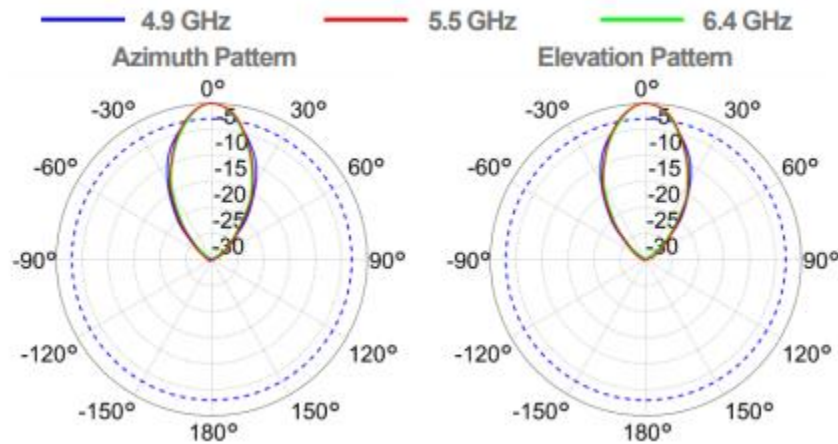 4.9 GHz 5.5 GHz 6.4 GHz
Azimuth Pattern Elevation Pattern
0° 0°
-30° 30° -30° 30°
-5 -5
-10 -10
-60° -15 60° -60° -15 60°
-20 -20
-25 -25
-30 -30
-90° 90° -90° 90°
-120° 120° -120° 120°
-150° 150° -150° 150°
180° 180°